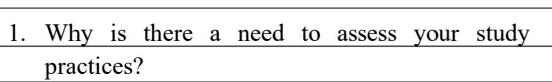 1. Why is there a need to assess your study
practices?